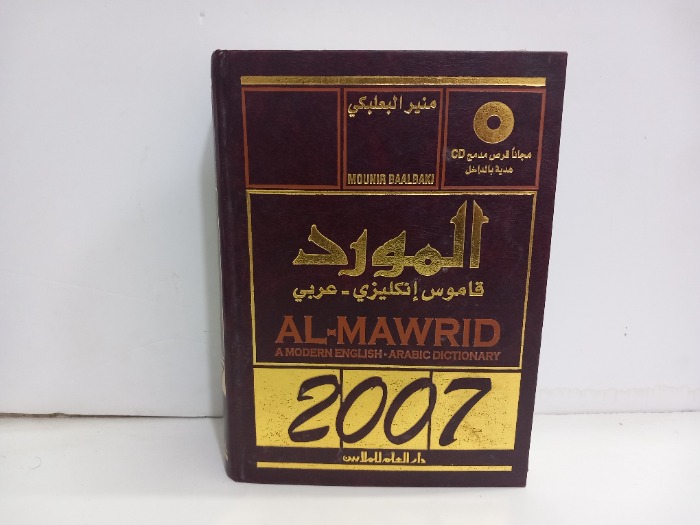 منير البعلبكي
MOUNIR BAALBAKI
مجاناً قرص مدمج CD
هدية بالداخل
المورد
قاموس إنكليزي - عربي
AL-MAWRID
A MODERN ENGLISH - ARABIC DICTIONARY
2007
دار العلم للملايين